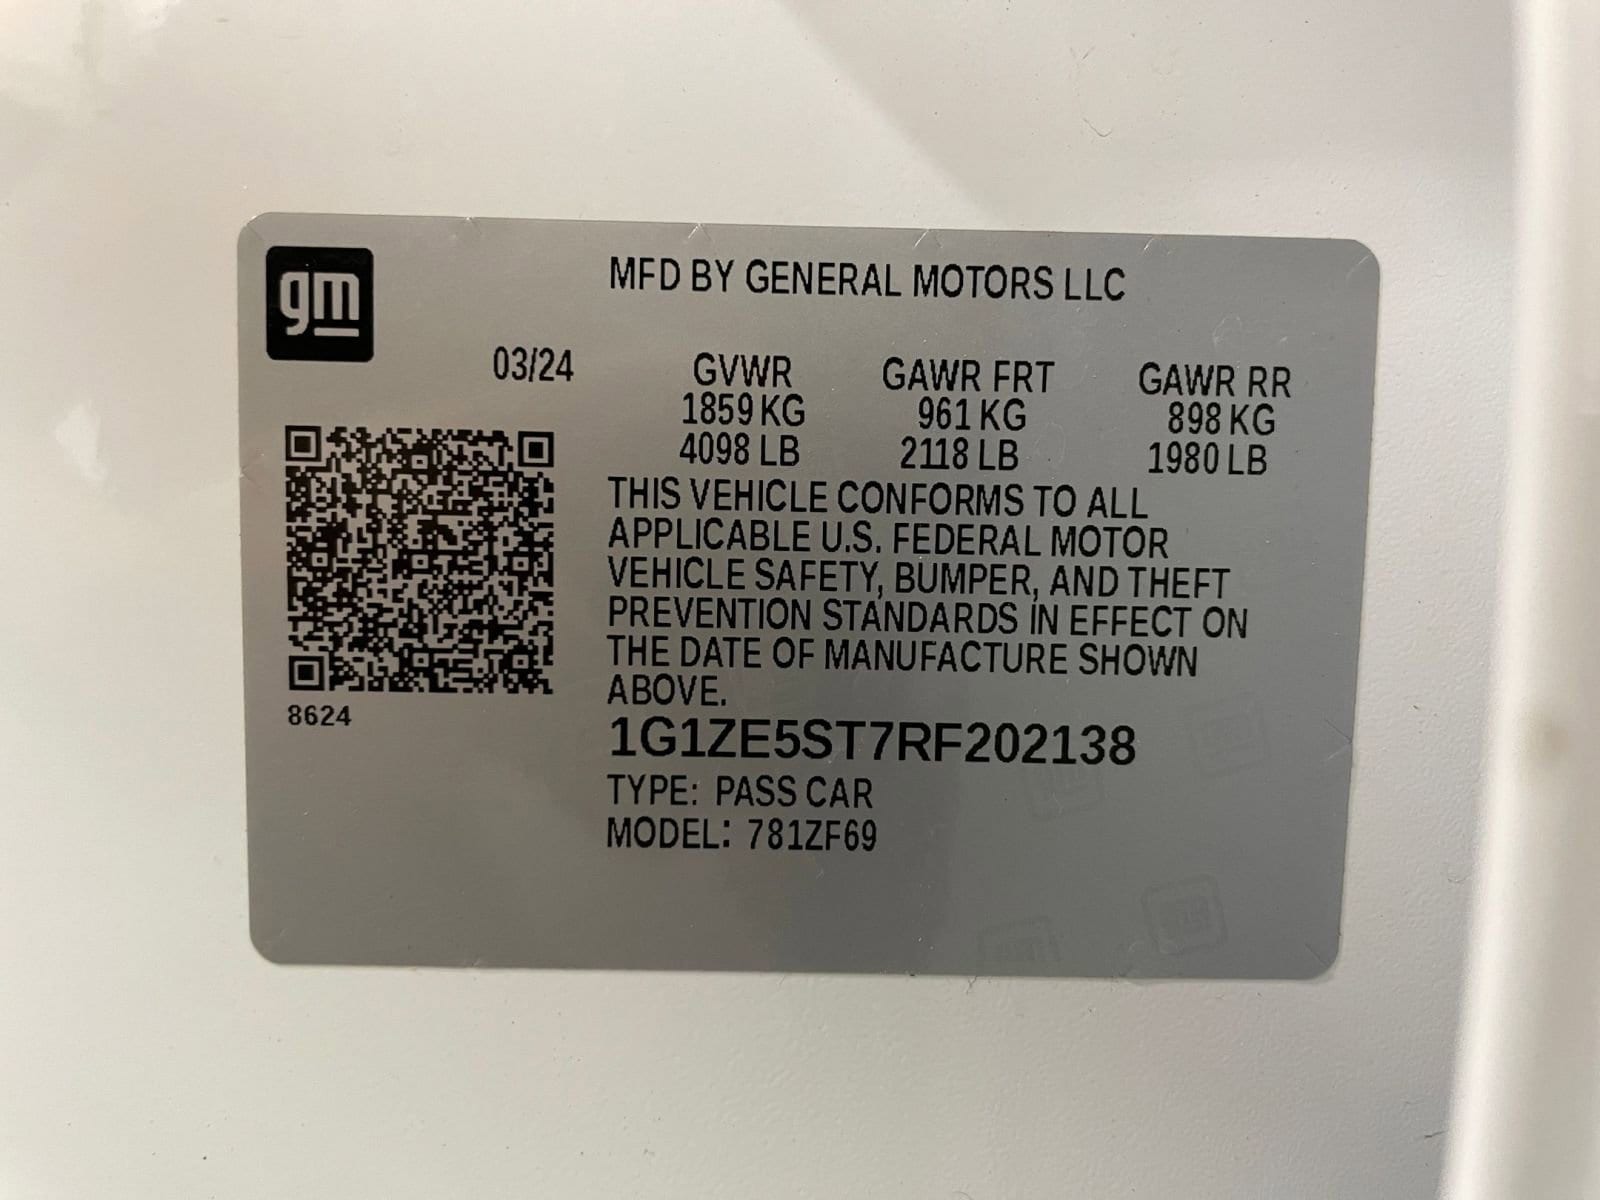 gm
MFD BY GENERAL MOTORS LLC
03/24 GVWR GAWR FRT GAWR RR
1859 KG 961 KG 898 KG
4098 LB 2118 LB 1980 LB
THIS VEHICLE CONFORMS TO ALL
APPLICABLE U.S. FEDERAL MOTOR
VEHICLE SAFETY, BUMPER, AND THEFT
PREVENTION STANDARDS IN EFFECT ON
THE DATE OF MANUFACTURE SHOWN
ABOVE.
8624
1G1ZE5ST7RF202138
TYPE: PASS CAR
MODEL: 781ZF69